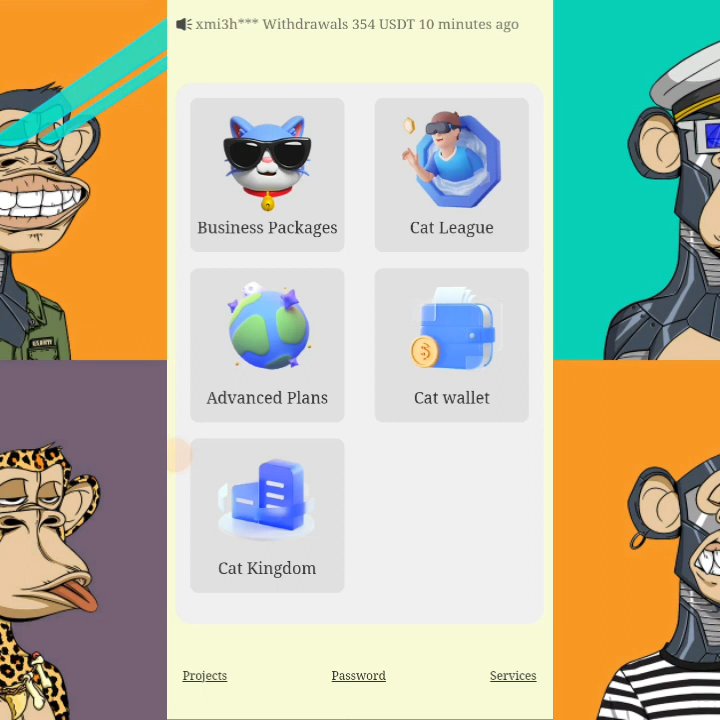 xmi3h*** Withdrawals 354 USDT 10 minutes ago
Business Packages
Cat League
Advanced Plans
Cat wallet
Cat Kingdom
Projects
Password
Services